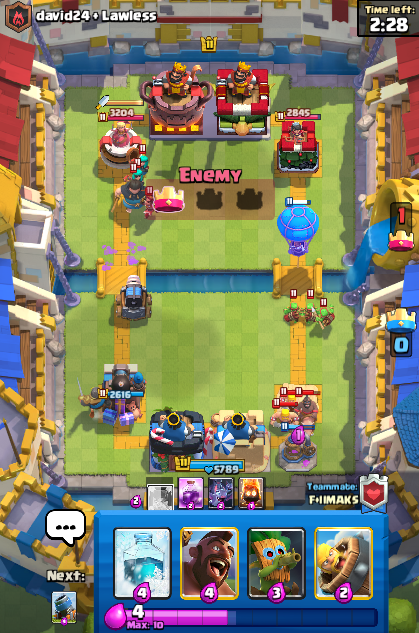 david24 + Lawless
Time left:
2:28
3204
2845
ENEMY
1
0
2616
5789
Teammate:
F+IIMAKS
Next:
4
4
3
2
4
Max: 10